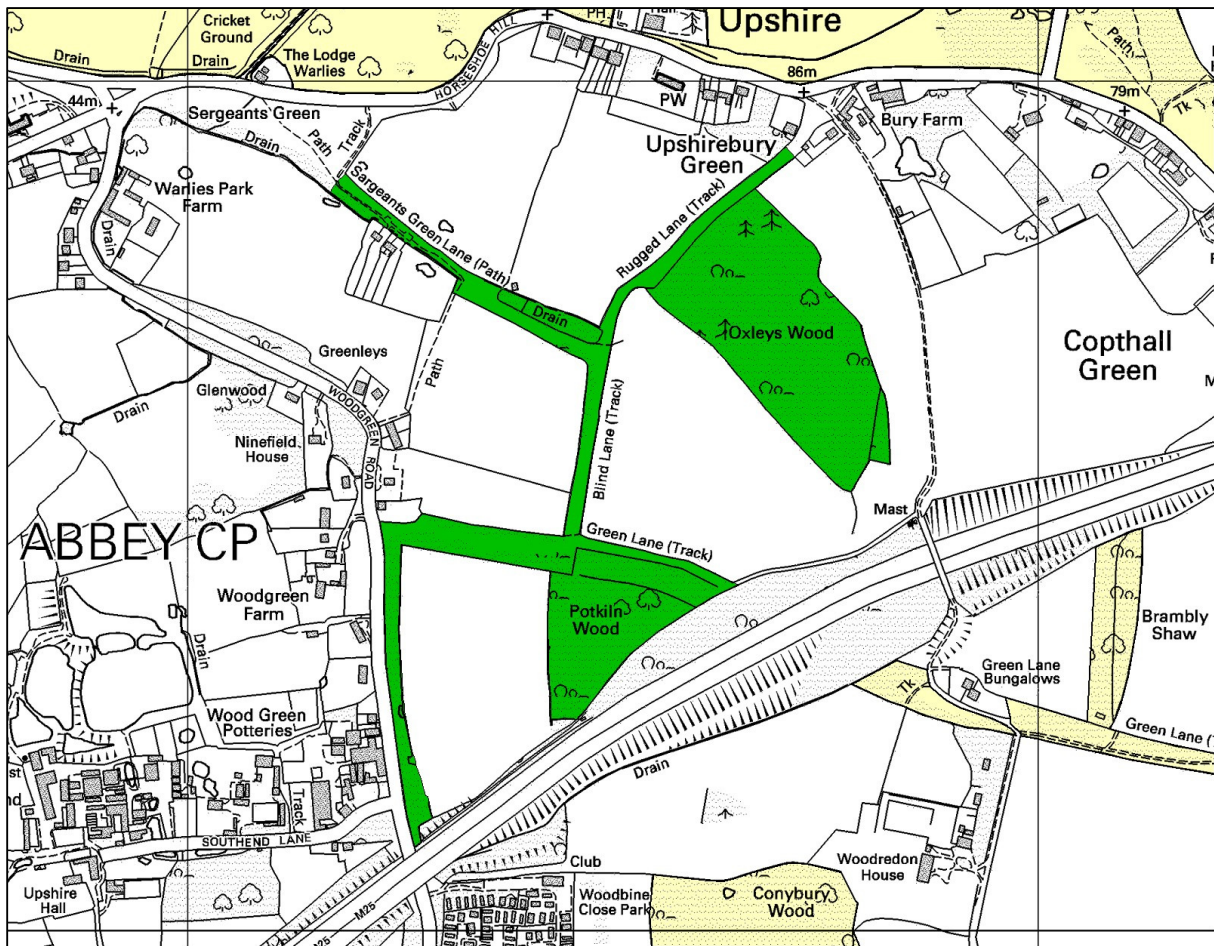 Cricket
Ground
PH
Upshire
Drain
Drain
The Lodge
Warlies
HORSESHOE HILL
Path
44m
86m
79m
Tk
PW
Sergeants Green
Bury Farm
Path
Track
Drain
Upshirebury
Green
Warlies Park
Farm
Sargeants Green Lane (Path)
Rugged Lane (Track)
Drain
Drain
Oxleys Wood
Copthall
Green
Greenleys
Path
Glenwood
Drain
WOODGREEN
ROAD
Blind Lane (Track)
Ninefield
House
Mast
ABBEY CP
Green Lane (Track)
Woodgreen
Farm
Potkiln
Wood
Brambly
Shaw
Drain
Green Lane
Bungalows
Tk
Wood Green
Potteries
Green Lane (T
Drain
Track
SOUTHEND LANE
Club
Woodredon
House
Upshire
Hall
Woodbine
Close Park
Conybury
Wood
M25
M25